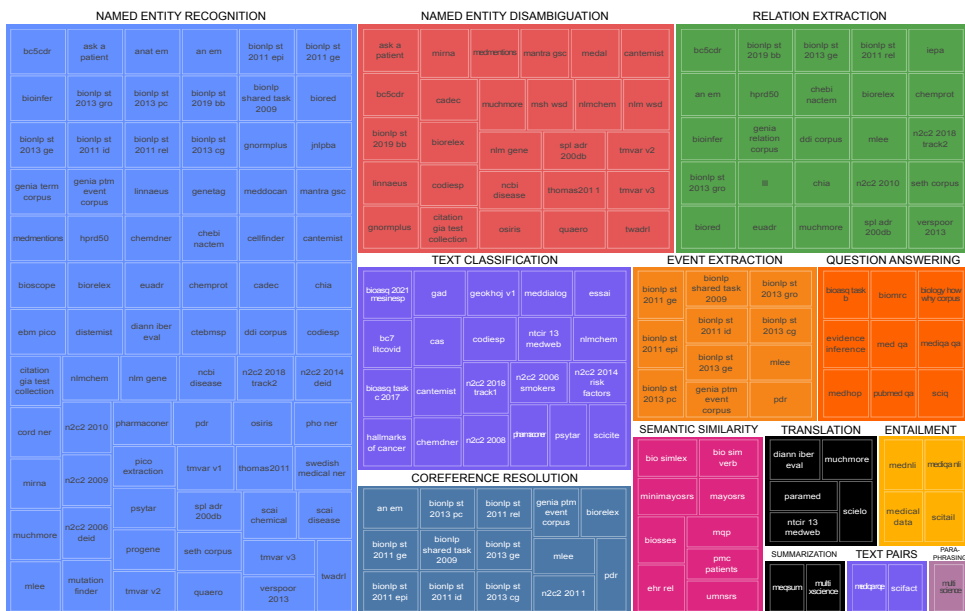 NAMED ENTITY RECOGNITION
bc5cdr
ask a
patient
anat em
an em
bionlp st
2011 epi
bionlp st
2011 ge
bioinfer
bionlp st
2013 gro
bionlp st
2013 pc
bionlp st
2019 bb
bionlp
shared task
2009
biored
bionlp st
2013 ge
bionlp st
2011 id
bionlp st
2011 rel
bionlp st
2013 cg
gnormplus
jnlpba
genia term
corpus
genia ptm
event
corpus
linnaeus
genetag
meddocan
mantra gsc
medmentions
hprd50
chemdner
chebi
nactem
cellfinder
cantemist
bioscope
biorelex
euadr
chemprot
cadec
chia
ebm pico
distemist
diann iber
eval
ctebmsp
ddi corpus
codiesp
citation
gia test
collection
nlmchem
nlm gene
ncbi
disease
n2c2 2018
track2
n2c2 2014
deid
cord ner
n2c2 2010
pharmaconer
pdr
osiris
pho ner
mirna
n2c2 2009
pico
extraction
tmvar v1
thomas2011
swedish
medical ner
muchmore
n2c2 2006
deid
psytar
spl adr
200db
scai
chemical
scai
disease
mlee
mutation
finder
progene
seth corpus
tmvar v3
twadrl
tmvar v2
quaero
verspoor
2013
NAMED ENTITY DISAMBIGUATION
ask a
patient
mirna
medmentions
mantra gsc
medal
cantemist
bc5cdr
cadec
muchmore
msh wsd
nlmchem
nlm wsd
bionlp st
2019 bb
biorelex
nlm gene
spl adr
200db
tmvar v2
linnaeus
codiesp
ncbi
disease
thomas2011
tmvar v3
gnormplus
citation
gia test
collection
osiris
quaero
twadrl
RELATION EXTRACTION
bc5cdr
bionlp st
2019 bb
bionlp st
2013 ge
bionlp st
2011 rel
iepa
an em
hprd50
chebi
nactem
biorelex
chemprot
bioinfer
genia
relation
corpus
ddi corpus
mlee
n2c2 2018
track2
bionlp st
2013 gro
lll
chia
n2c2 2010
seth corpus
biored
euadr
muchmore
spl adr
200db
verspoor
2013
TEXT CLASSIFICATION
bioasq 2021
mesinesp
gad
geokhoj v1
meddialog
essai
bc7
litcovid
cas
codiesp
ntcir 13
medweb
nlmchem
bioasq task
c 2017
cantemist
n2c2 2018
track1
n2c2 2006
smokers
n2c2 2014
risk
factors
hallmarks
of cancer
chemdner
n2c2 2008
pharmaconer
psytar
scicite
EVENT EXTRACTION
bionlp st
2011 ge
bionlp
shared task
2009
bionlp st
2013 gro
bionlp st
2011 epi
bionlp st
2011 id
bionlp st
2013 cg
bionlp st
2013 ge
mlee
bionlp st
2013 pc
genia ptm
event
corpus
pdr
QUESTION ANSWERING
bioasq task
b
biomrc
biology how
why corpus
evidence
inference
med qa
mediqa qa
medhop
pubmed qa
sciq
COREFERENCE RESOLUTION
an em
bionlp st
2013 pc
bionlp st
2011 rel
genia ptm
event
corpus
biorelex
bionlp st
2011 ge
bionlp
shared task
2009
bionlp st
2013 ge
mlee
pdr
bionlp st
2011 epi
bionlp st
2011 id
bionlp st
2013 cg
n2c2 2011
SEMANTIC SIMILARITY
bio simlex
bio sim
verb
minimayosrs
mayosrs
biosses
mqp
pmc
patients
ehr rel
umnsrs
TRANSLATION
diann iber
eval
muchmore
paramed
scielo
ntcir 13
medweb
ENTAILMENT
mednli
mediqa nli
medical
data
scitail
SUMMARIZATION
meqsum
multi
xscience
TEXT PAIRS
mediqa rqe
scifact
PARA-
PHRASING
multi
xscience